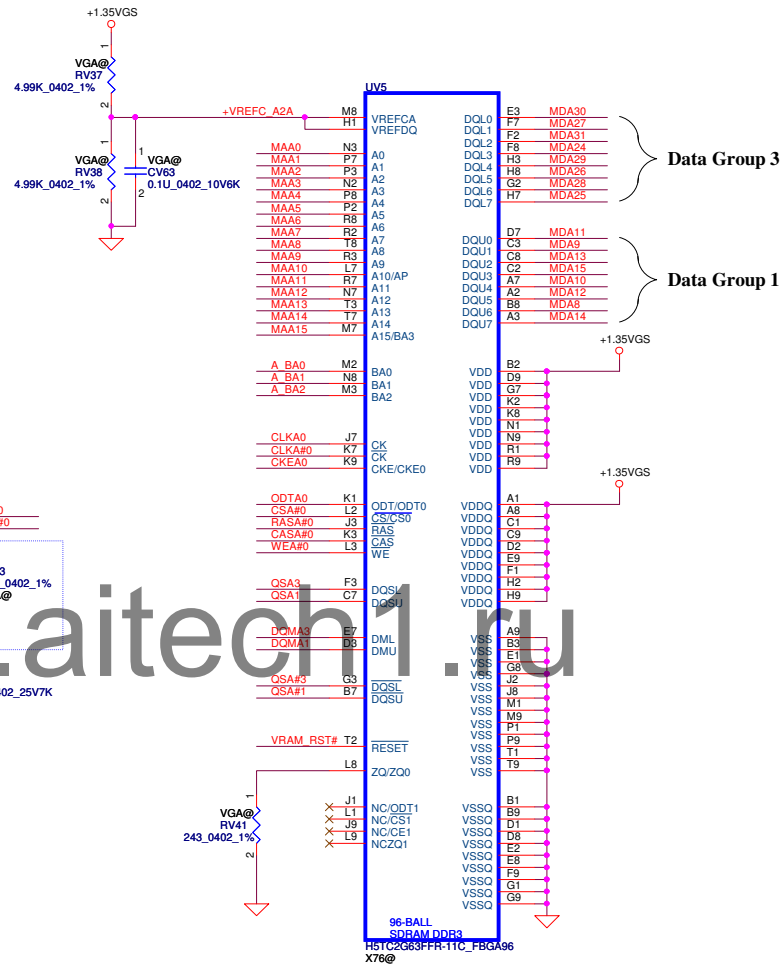 +1.35VGS
1
VGA@
RV37
4.99K_0402_1%
2
1
VGA@
RV38
4.99K_0402_1%
2
1
VGA@
CV63
0.1U_0402_10V6K
2
UV5
+VREFC_A2A M8 VREFCA
H1 VREFDQ
MAA0 N3 A0
MAA1 P7 A1
MAA2 P3 A2
MAA3 N2 A3
MAA4 P8 A4
MAA5 P2 A5
MAA6 R8 A6
MAA7 R2 A7
MAA8 T8 A8
MAA9 R3 A9
MAA10 L7 A10/AP
MAA11 R7 A11
MAA12 N7 A12
MAA13 T3 A13
MAA14 T7 A14
MAA15 M7 A15/BA3
A_BA0 M2 BA0
A_BA1 N8 BA1
A_BA2 M3 BA2
CLKA0 J7 CK
CLKA#0 K7 CK
CKEA0 K9 CKE/CKE0
ODTA0 K1 ODT/ODT0
CSA#0 L2 CS/CS0
RASA#0 J3 RAS
CASA#0 K3 CAS
WEA#0 L3 WE
QSA3 F3 DQSL
QSA1 C7 DQSU
DQMA3 E7 DML
DQMA1 D3 DMU
QSA#3 G3 DQSL
QSA#1 B7 DQSU
VRAM_RST# T2 RESET
L8 ZQ/ZQ0
J1 NC/ODT1
L1 NC/CS1
J9 NC/CE1
L9 NCZQ1
1
VGA@
RV41
243_0402_1%
2
DQL0 E3 MDA30
DQL1 F7 MDA27
DQL2 F2 MDA31
DQL3 F8 MDA24
DQL4 H3 MDA29
DQL5 H8 MDA26
DQL6 G2 MDA28
DQL7 H7 MDA25
Data Group 3
DQU0 D7 MDA11
DQU1 C3 MDA9
DQU2 C8 MDA13
DQU3 C2 MDA15
DQU4 A7 MDA10
DQU5 A2 MDA12
DQU6 B8 MDA8
DQU7 A3 MDA14
Data Group 1
+1.35VGS
VDD B2
VDD D9
VDD G7
VDD K2
VDD K8
VDD N1
VDD N9
VDD R1
VDD R9
+1.35VGS
VDDQ A1
VDDQ A8
VDDQ C1
VDDQ C9
VDDQ D2
VDDQ E9
VDDQ F1
VDDQ H2
VDDQ H9
VSS A9
VSS B3
VSS E1
VSS G8
VSS J2
VSS J8
VSS M1
VSS M9
VSS P1
VSS P9
VSS T1
VSS T9
VSSQ B1
VSSQ B9
VSSQ D1
VSSQ D8
VSSQ E2
VSSQ E8
VSSQ F9
VSSQ G1
VSSQ G9
96-BALL
SDRAM DDR3
H5TC2G63FFR-11C_FBGA96
X76@
0
#0
3
_0402_1%
@
402_25V7K
.aitech1.ru